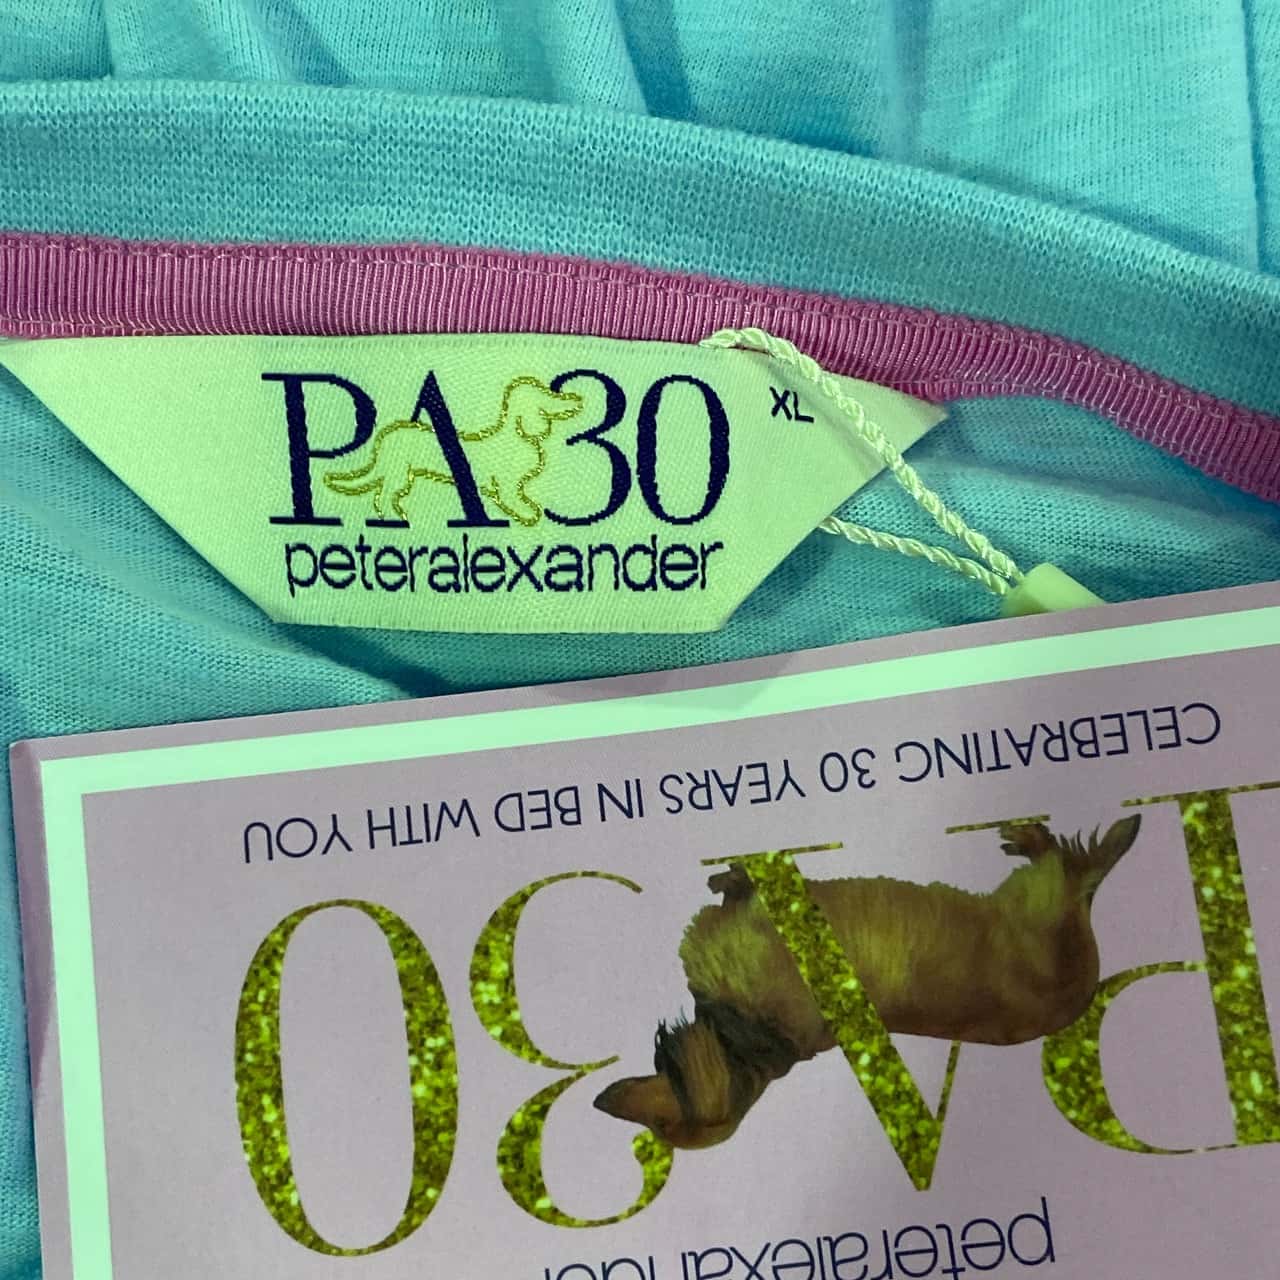 PA30
XL
peteralexander
CELEBRATING 30 YEARS IN BED WITH YOU
PA30
peteralexander